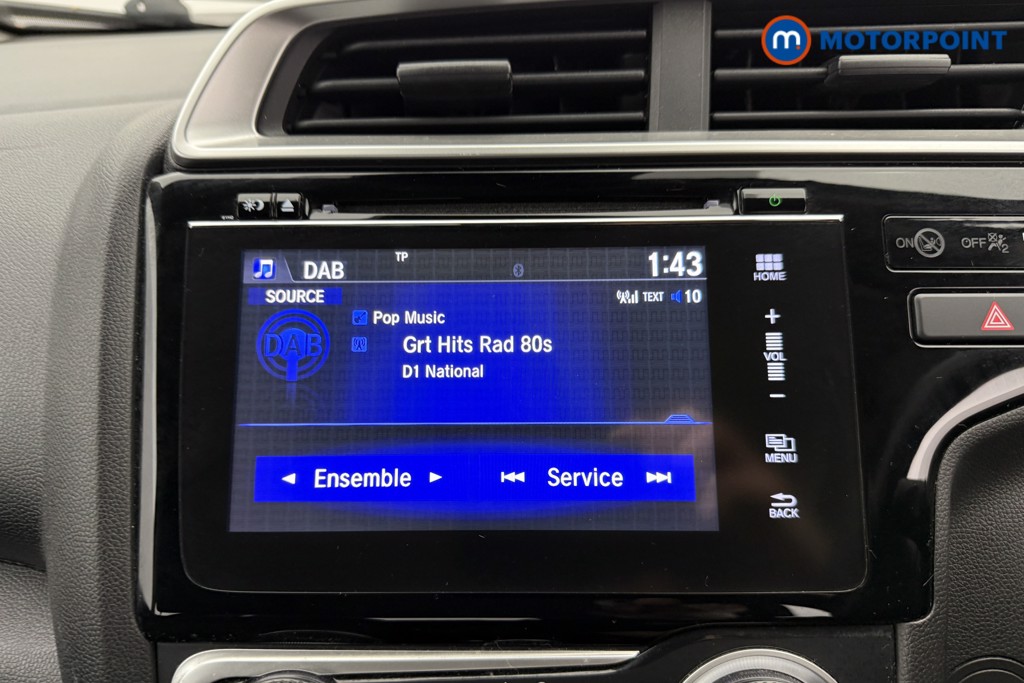 m MOTORPOINT
DAB
TP
1:43
HOME
SOURCE
TEXT 10
Pop Music
DAB
Grt Hits Rad 80s
D1 National
+
VOL
−
Ensemble
Service
MENU
BACK
ON
OFF 2